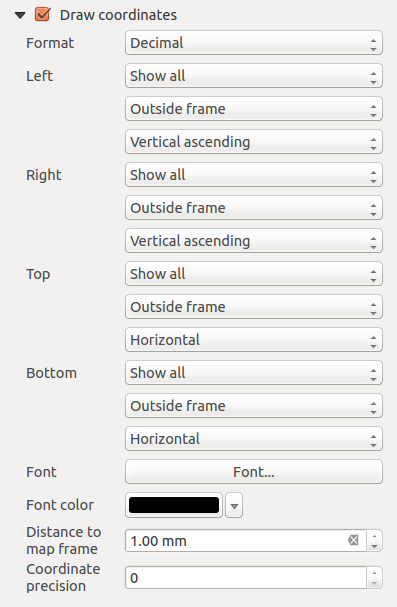 Draw coordinates
Format Decimal
Left Show all
Outside frame
Vertical ascending
Right Show all
Outside frame
Vertical ascending
Top Show all
Outside frame
Horizontal
Bottom Show all
Outside frame
Horizontal
Font Font...
Font color
Distance to
map frame 1.00 mm
Coordinate
precision 0